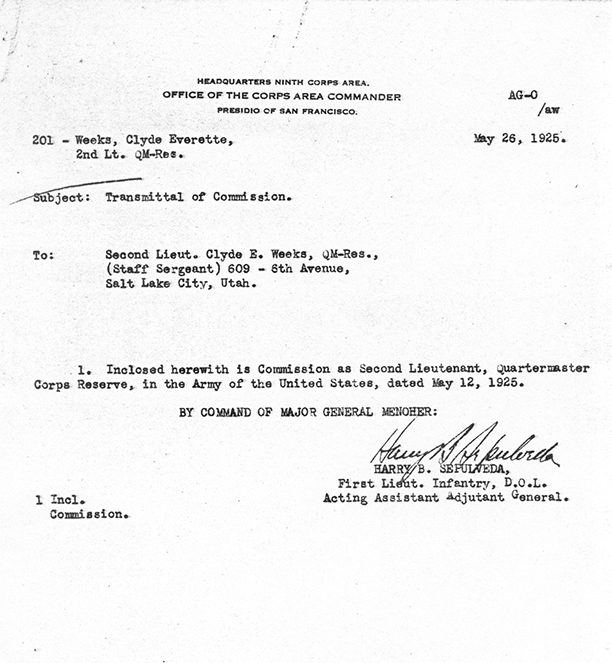 HEADQUARTERS NINTH CORPS AREA.
OFFICE OF THE CORPS AREA COMMANDER
PRESIDIO OF SAN FRANCISCO.
AG-O
/aw
201 - Weeks, Clyde Everette,
2nd Lt. QM-Res.
May 26, 1925.
Subject: Transmittal of Commission.
To: Second Lieut. Clyde E. Weeks, QM-Res.,
(Staff Sergeant) 609 - 6th Avenue,
Salt Lake City, Utah.
1. Inclosed herewith is Commission as Second Lieutenant, Quartermaster
Corps Reserve, in the Army of the United States, dated May 12, 1925.
BY COMMAND OF MAJOR GENERAL MENOHER:
Harry B Sepulveda
HARRY B. SEPULVEDA,
First Lieut. Infantry, D.O.L.
Acting Assistant Adjutant General.
1 Incl.
Commission.